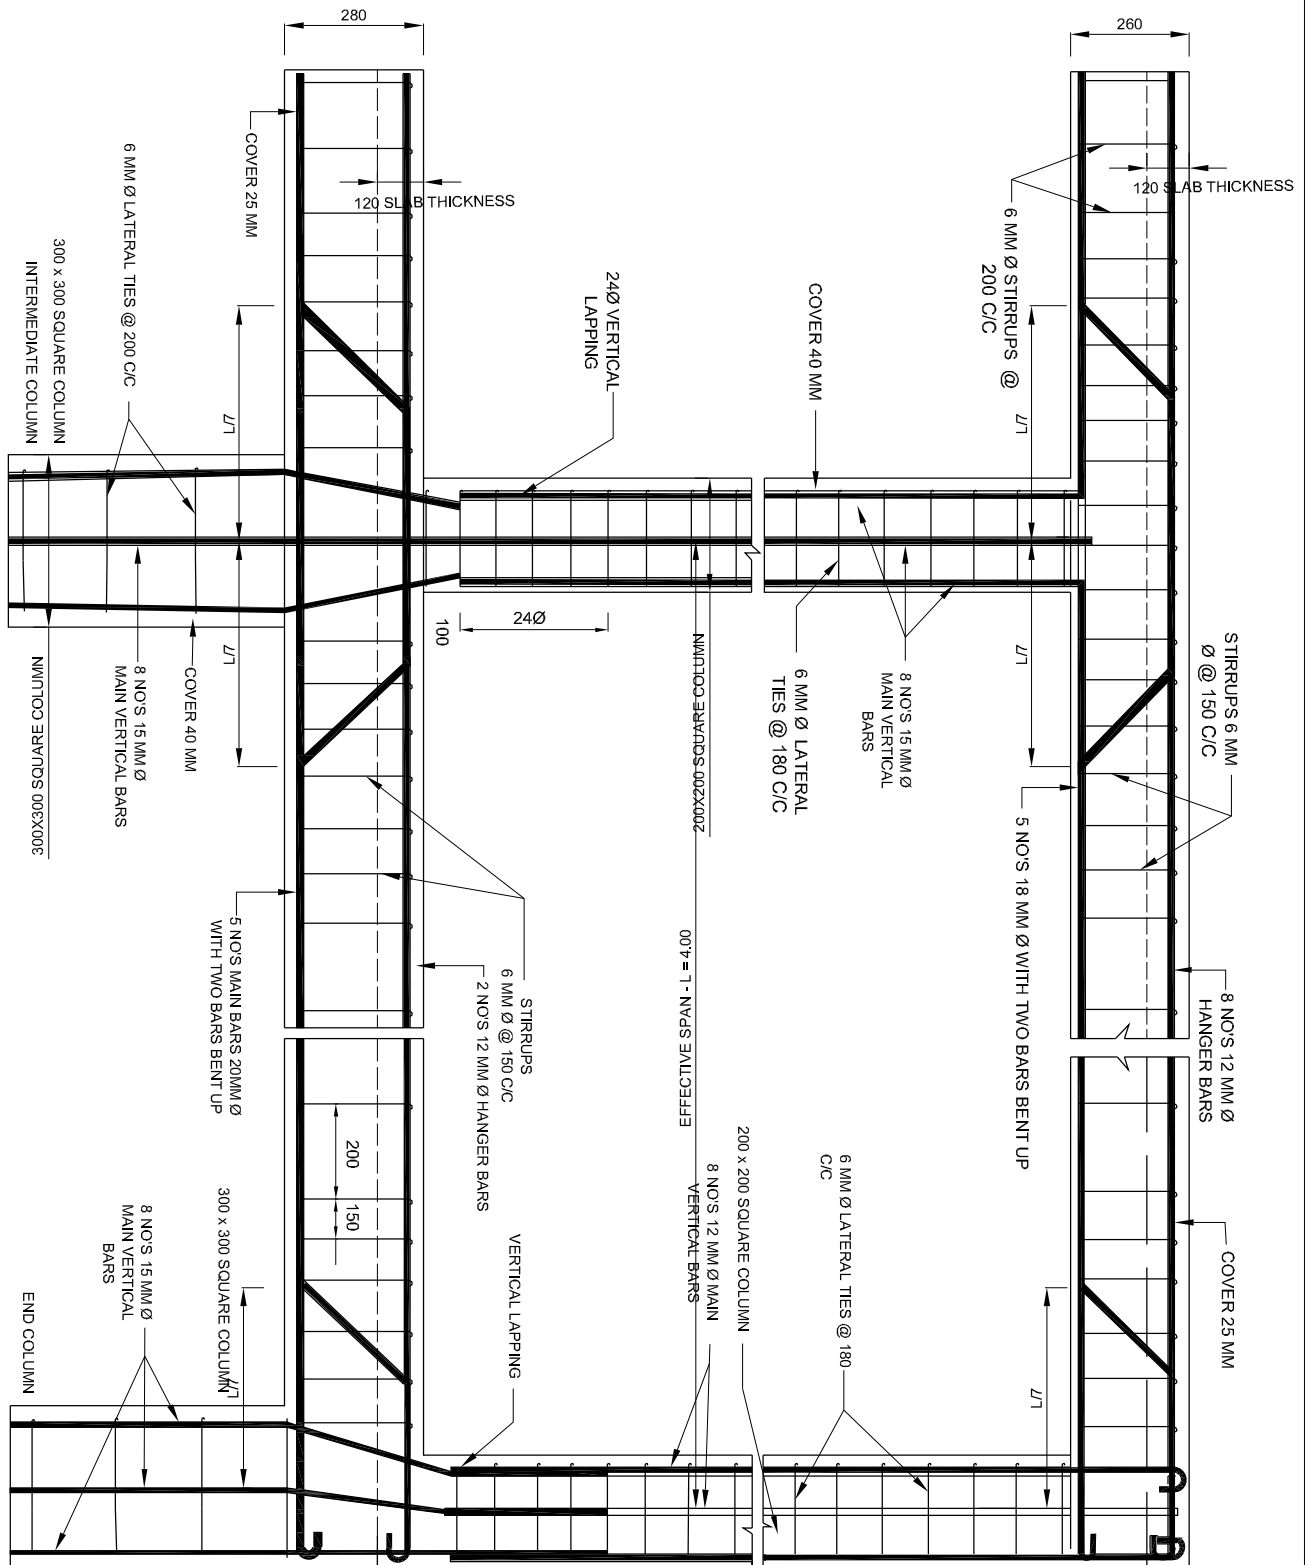 280
260
120 SLAB THICKNESS
120 SLAB THICKNESS
COVER 25 MM
6 MM Ø LATERAL TIES @ 200 C/C
300 x 300 SQUARE COLUMN
INTERMEDIATE COLUMN
6 MM Ø STIRRUPS @
200 C/C
24Ø VERTICAL
LAPPING
COVER 40 MM
L/7
L/7
L/7
L/7
24Ø
100
300X300 SQUARE COLUMN
8 NO'S 15 MM Ø
MAIN VERTICAL BARS
COVER 40 MM
200X200 SQUARE COLUMN
6 MM Ø LATERAL
TIES @ 180 C/C
8 NO'S 15 MM Ø
MAIN VERTICAL
BARS
STIRRUPS 6 MM
Ø @ 150 C/C
5 NO'S 18 MM Ø WITH TWO BARS BENT UP
5 NO'S MAIN BARS 20MM Ø
WITH TWO BARS BENT UP
STIRRUPS
6 MM Ø @ 150 C/C
2 NO'S 12 MM Ø HANGER BARS
EFFECTIVE SPAN - L = 4.00
8 NO'S 12 MM Ø
HANGER BARS
200
150
200 x 200 SQUARE COLUMN
8 NO'S 12 MM Ø MAIN
VERTICAL BARS
6 MM Ø LATERAL TIES @ 180
C/C
COVER 25 MM
VERTICAL LAPPING
300 x 300 SQUARE COLUMN
8 NO'S 15 MM Ø
MAIN VERTICAL
BARS
END COLUMN
L/7
L/7